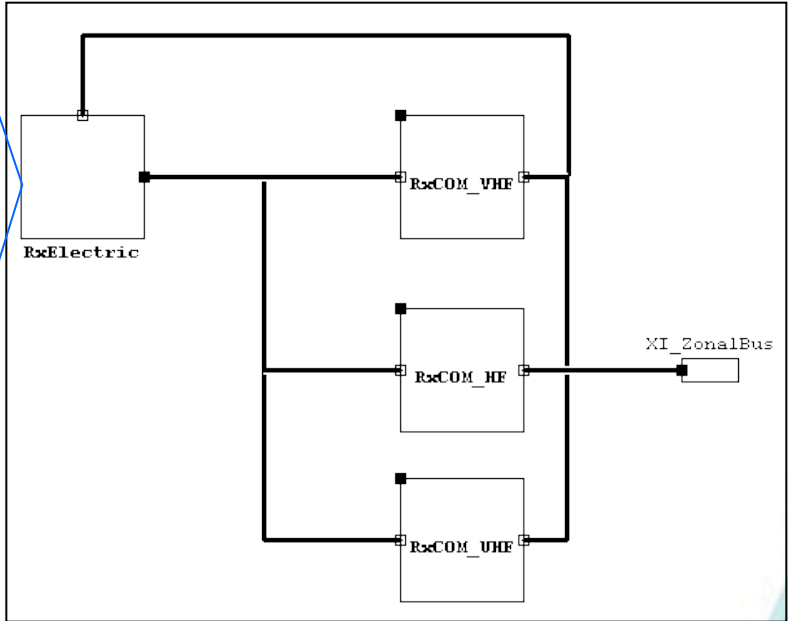 RxCOM_VHF
RxElectric
XI_ZonalBus
RxCOM_HF
RxCOM_UHF